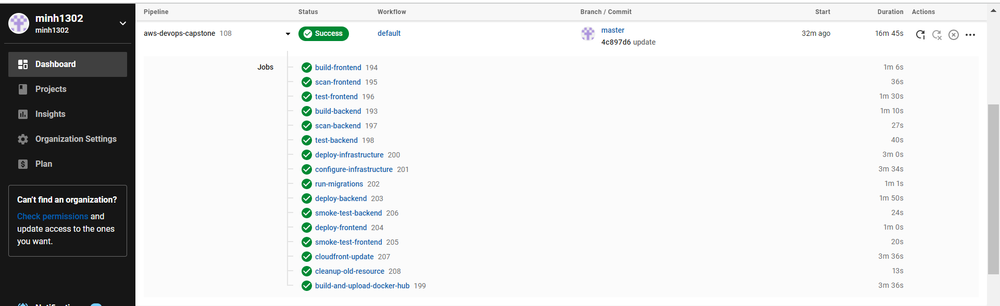 minh1302
minh1302
Dashboard
Projects
Insights
Organization Settings
Plan
Can't find an organization?
Check permissions and
update access to the ones
you want.
Pipeline Status Workflow Branch / Commit Start Duration Actions
aws-devops-capstone 108 Success default master 32m ago 16m 45s
4c897d6 update
Jobs build-frontend 194 1m 6s
scan-frontend 195 36s
test-frontend 196 1m 30s
build-backend 193 1m 10s
scan-backend 197 27s
test-backend 198 40s
deploy-infrastructure 200 3m 0s
configure-infrastructure 201 3m 34s
run-migrations 202 1m 1s
deploy-backend 203 1m 50s
smoke-test-backend 206 24s
deploy-frontend 204 1m 0s
smoke-test-frontend 205 20s
cloudfront-update 207 3m 36s
cleanup-old-resource 208 13s
build-and-upload-docker-hub 199 3m 36s